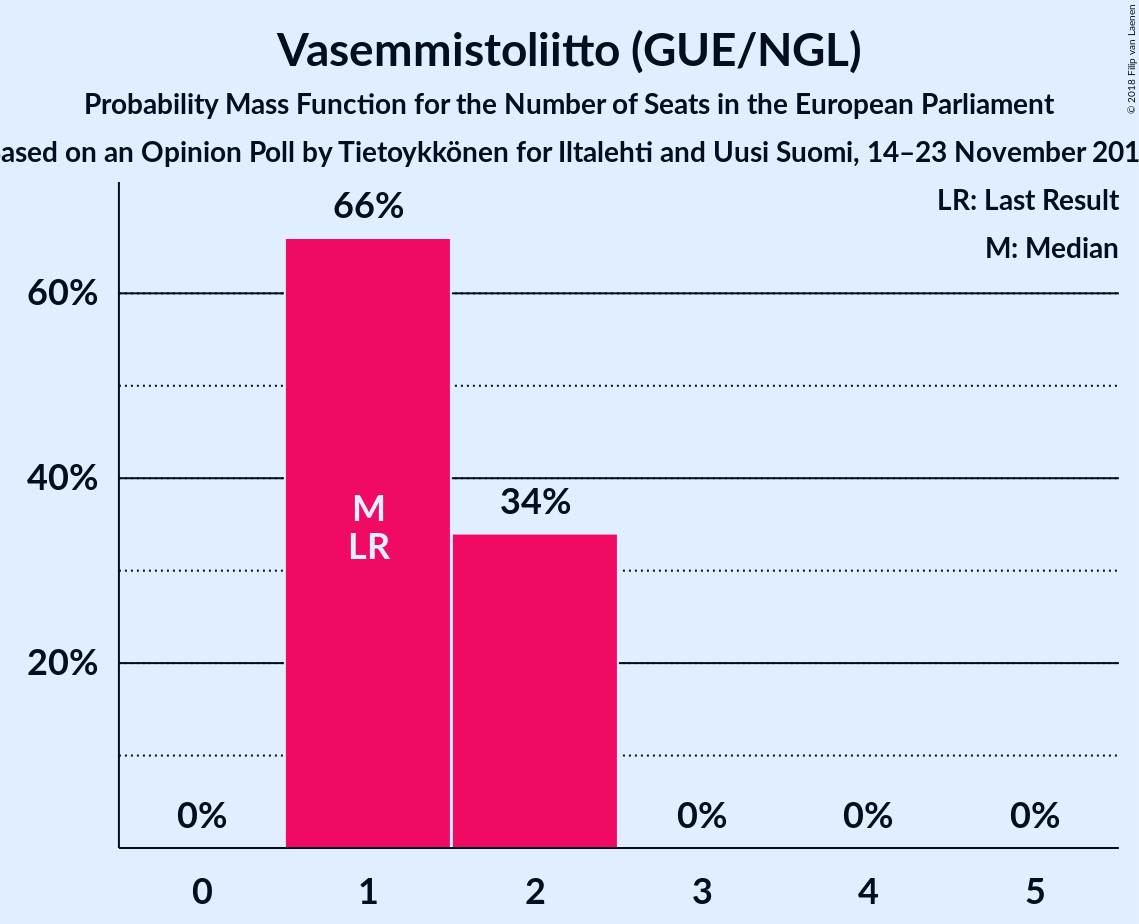 Vasemmistoliitto (GUE/NGL)
Probability Mass Function for the Number of Seats in the European Parliament
on an Opinion Poll by Tietoykkönen for Iltalehti and Uusi Suomi, 14–23 November
© 2018 Filip van Laenen
LR: Last Result
M: Median
66%
60%
40%
34%
M
LR
20%
0%
0%
0%
0%
0
1
2
3
4
5